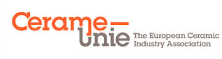 Cerame–
Unie The European Ceramic
Industry Association